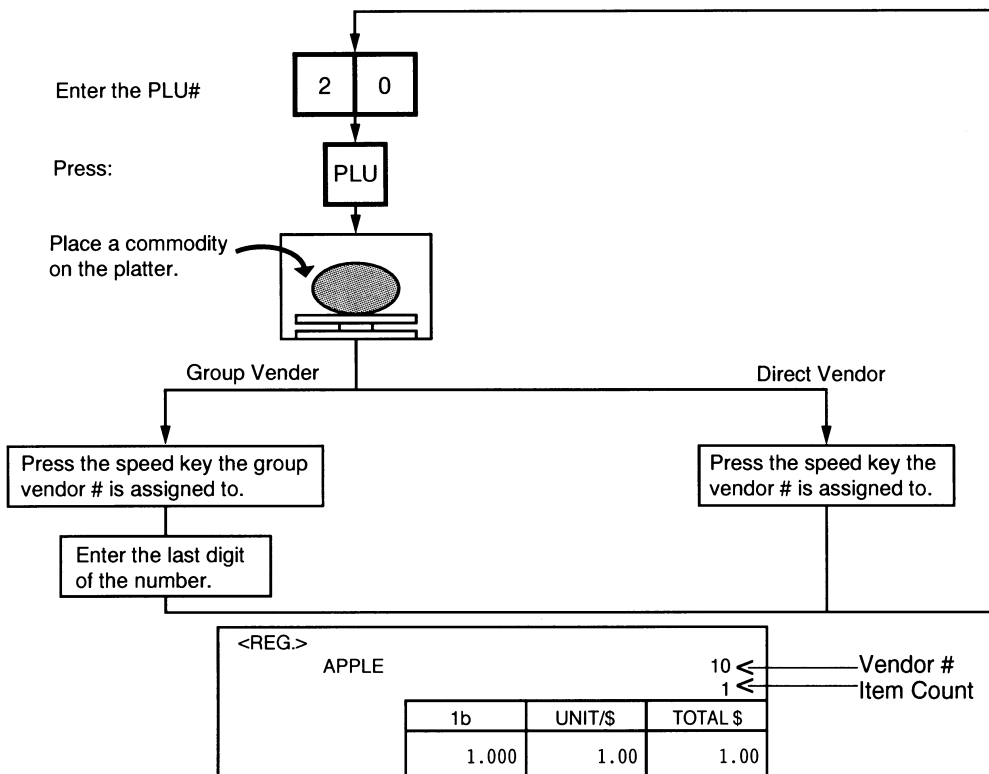 Enter the PLU#
2 0
Press:
PLU
Place a commodity
on the platter.
Group Vender
Direct Vendor
Press the speed key the group
vendor # is assigned to.
Press the speed key the
vendor # is assigned to.
Enter the last digit
of the number.
<REG.>
APPLE
10
Vendor #
1
Item Count
1b UNIT/$ TOTAL $
1.000 1.00 1.00